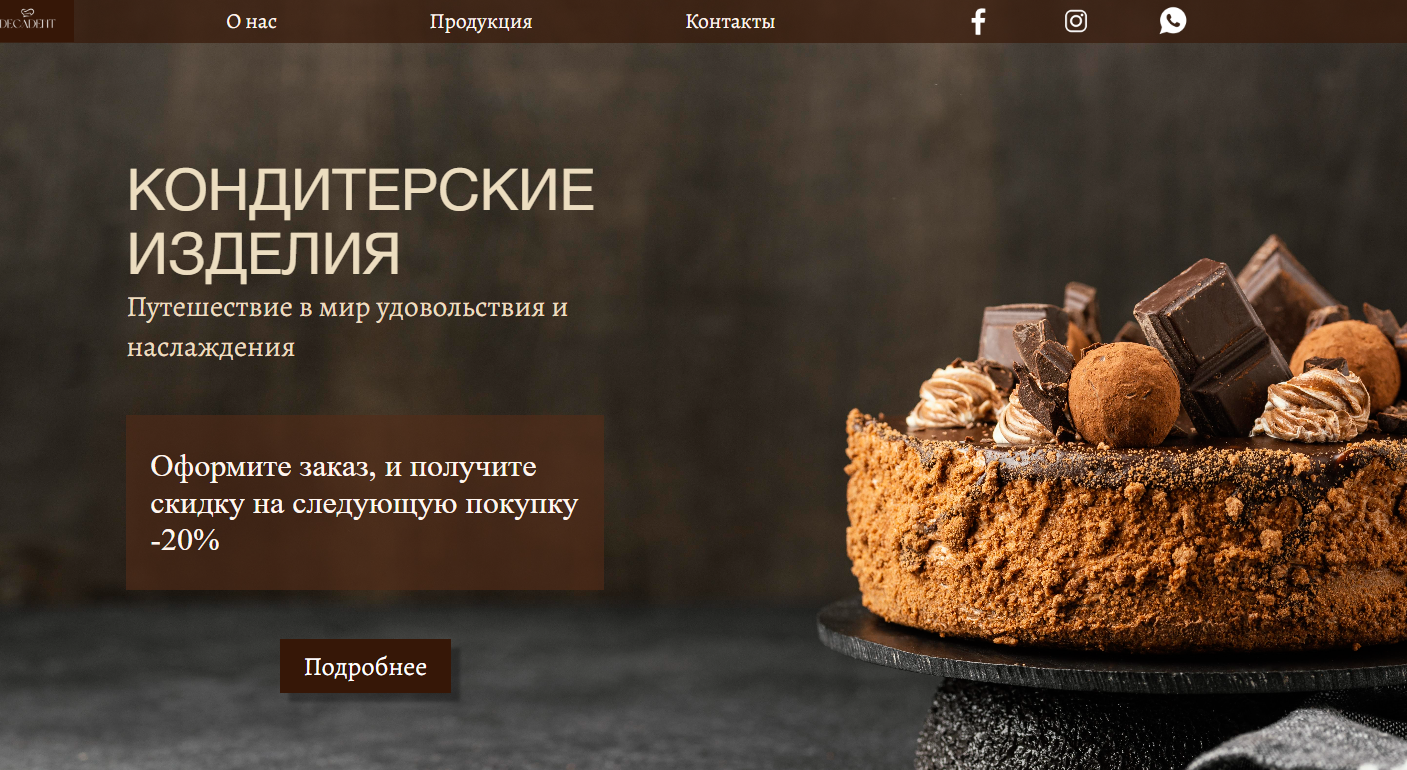 DECADENT
О нас
Продукция
Контакты
КОНДИТЕРСКИЕ
ИЗДЕЛИЯ
Путешествие в мир удовольствия и
наслаждения
Оформите заказ, и получите
скидку на следующую покупку
-20%
Подробнее